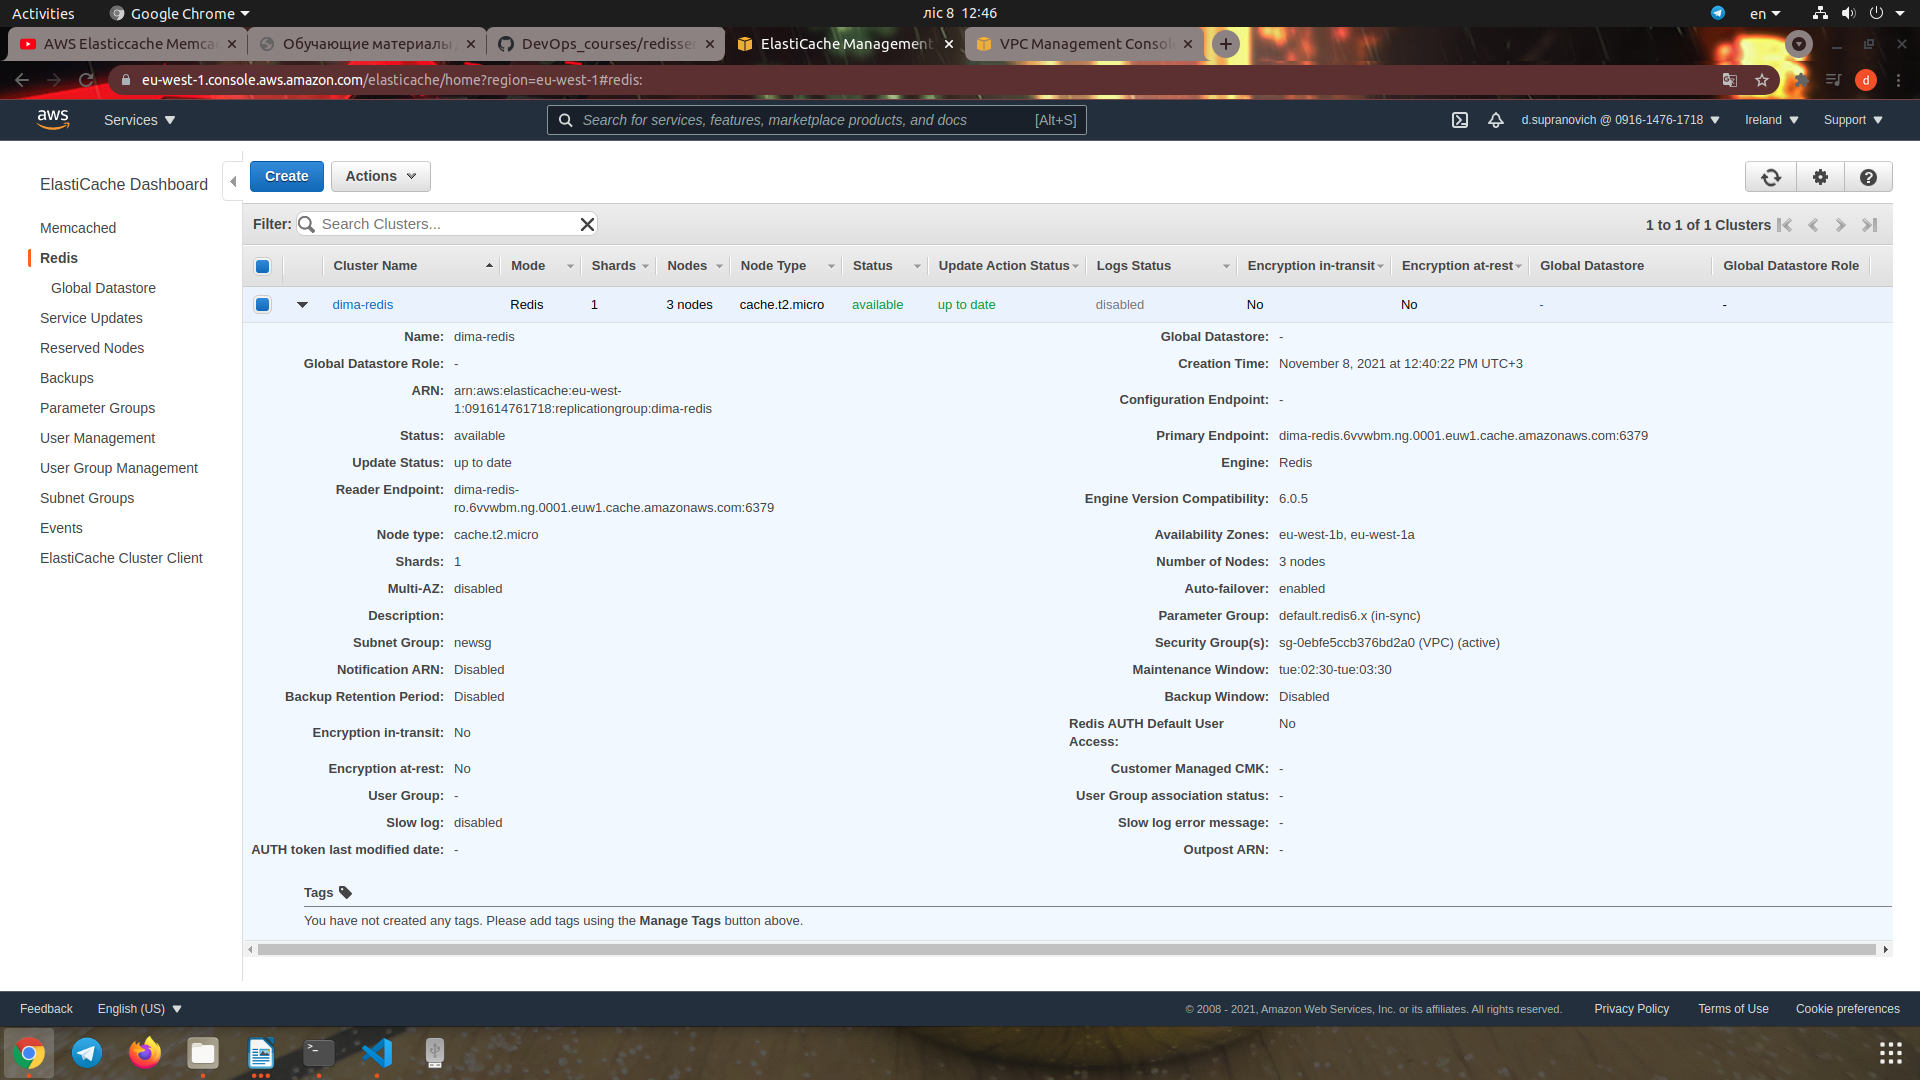 Activities
Google Chrome
ліс 8 12:46
en
AWS Elasticcache Memca
Обучающие материалы
DevOps_courses/redisser
ElastiCache Management
VPC Management Consol
eu-west-1.console.aws.amazon.com/elasticache/home?region=eu-west-1#redis:
d
aws
Services
Search for services, features, marketplace products, and docs
[Alt+S]
d.supranovich @ 0916-1476-1718
Ireland
Support
ElastiCache Dashboard
Memcached
Redis
Global Datastore
Service Updates
Reserved Nodes
Backups
Parameter Groups
User Management
User Group Management
Subnet Groups
Events
ElastiCache Cluster Client
Create
Actions
Filter:
Search Clusters...
1 to 1 of 1 Clusters
Cluster Name
Mode
Shards
Nodes
Node Type
Status
Update Action Status
Logs Status
Encryption in-transit
Encryption at-rest
Global Datastore
Global Datastore Role
dima-redis
Redis
1
3 nodes
cache.t2.micro
available
up to date
disabled
No
No
-
-
Name: dima-redis
Global Datastore: -
Global Datastore Role: -
Creation Time: November 8, 2021 at 12:40:22 PM UTC+3
ARN: arn:aws:elasticache:eu-west-
1:091614761718:replicationgroup:dima-redis
Configuration Endpoint: -
Status: available
Primary Endpoint: dima-redis.6vvwbm.ng.0001.euw1.cache.amazonaws.com:6379
Update Status: up to date
Engine: Redis
Reader Endpoint: dima-redis-
ro.6vvwbm.ng.0001.euw1.cache.amazonaws.com:6379
Engine Version Compatibility: 6.0.5
Node type: cache.t2.micro
Availability Zones: eu-west-1b, eu-west-1a
Shards: 1
Number of Nodes: 3 nodes
Multi-AZ: disabled
Auto-failover: enabled
Description:
Parameter Group: default.redis6.x (in-sync)
Subnet Group: newsg
Security Group(s): sg-0ebfe5ccb376bd2a0 (VPC) (active)
Notification ARN: Disabled
Maintenance Window: tue:02:30-tue:03:30
Backup Retention Period: Disabled
Backup Window: Disabled
Encryption in-transit: No
Redis AUTH Default User
Access:
No
Encryption at-rest: No
Customer Managed CMK: -
User Group: -
User Group association status: -
Slow log: disabled
Slow log error message: -
AUTH token last modified date: -
Outpost ARN: -
Tags
You have not created any tags. Please add tags using the Manage Tags button above.
Feedback
English (US)
© 2008 - 2021, Amazon Web Services, Inc. or its affiliates. All rights reserved.
Privacy Policy
Terms of Use
Cookie preferences